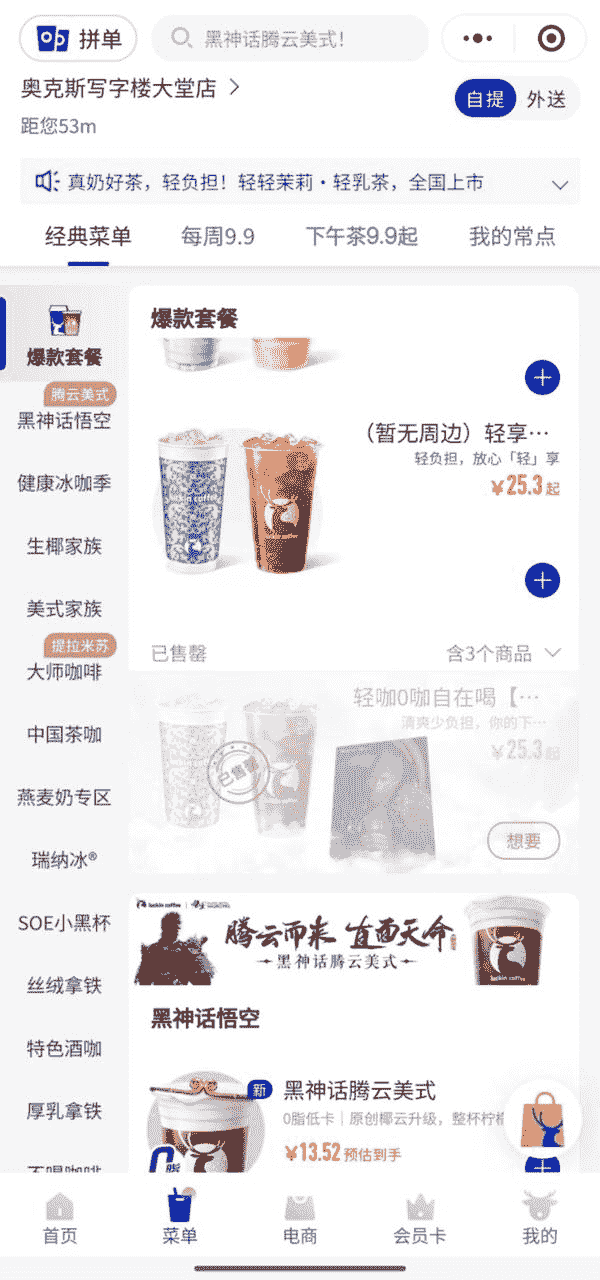 拼单
黑神话腾云美式!
奥克斯写字楼大堂店
距您53m
自提
外送
真奶好茶，轻负担！轻轻茉莉·轻乳茶，全国上市
经典菜单
每周9.9
下午茶9.9起
我的常点
爆款套餐
腾云美式
黑神话悟空
健康冰咖季
生椰家族
美式家族
提拉米苏
大师咖啡
中国茶咖
燕麦奶专区
瑞纳冰®
SOE小黑杯
丝绒拿铁
特色酒咖
厚乳拿铁
不喝咖啡
爆款套餐
（暂无周边）轻享…
轻负担，放心「轻」享
¥25.3起
已售罄
含3个商品
轻咖0咖自在喝【…
清爽少负担，你的下…
¥25.3起
已售罄
想要
luckin coffee
腾云而来 直面天命
黑神话腾云美式
luckin coffee
黑神话悟空
新
黑神话腾云美式
0脂低卡｜原创椰云升级，整杯柠檬
¥13.52预估到手
首页
菜单
电商
会员卡
我的